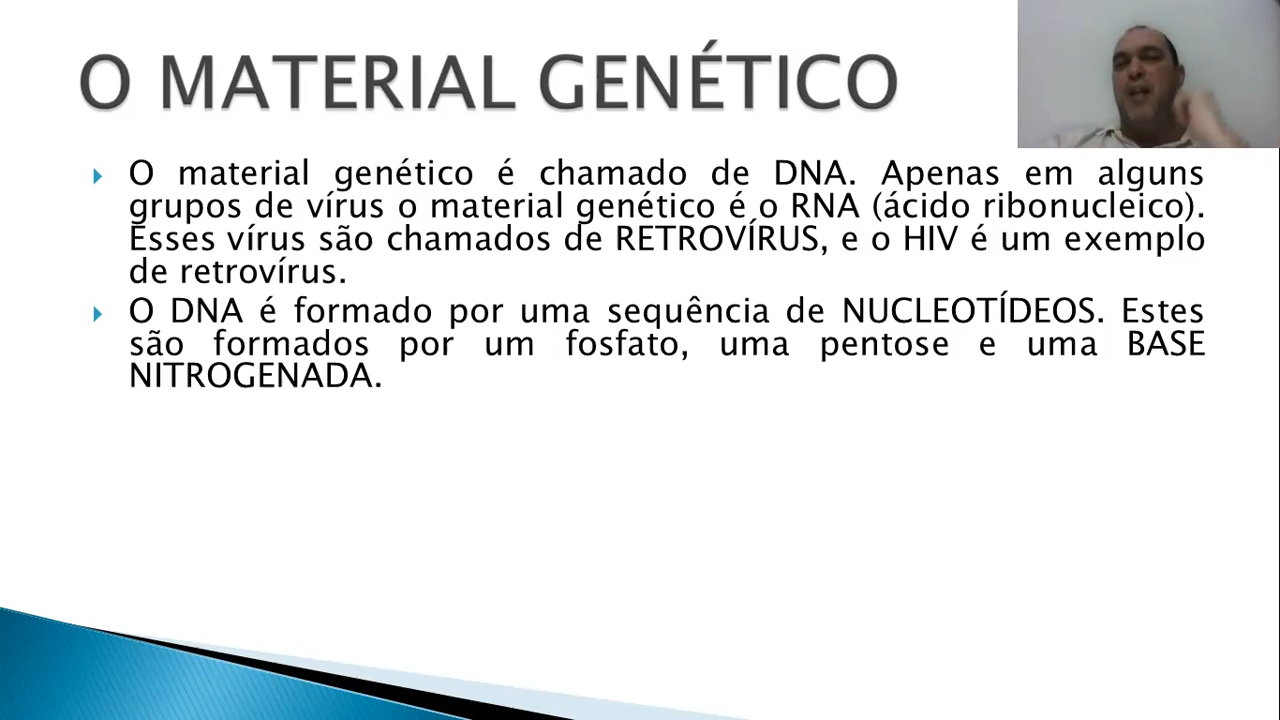 O MATERIAL GENÉTICO
O material genético é chamado de DNA. Apenas em alguns
grupos de vírus o material genético é o RNA (ácido ribonucleico).
Esses vírus são chamados de RETROVÍRUS, e o HIV é um exemplo
de retrovírus.
O DNA é formado por uma sequência de NUCLEOTÍDEOS. Estes
são formados por um fosfato, uma pentose e uma BASE
NITROGENADA.